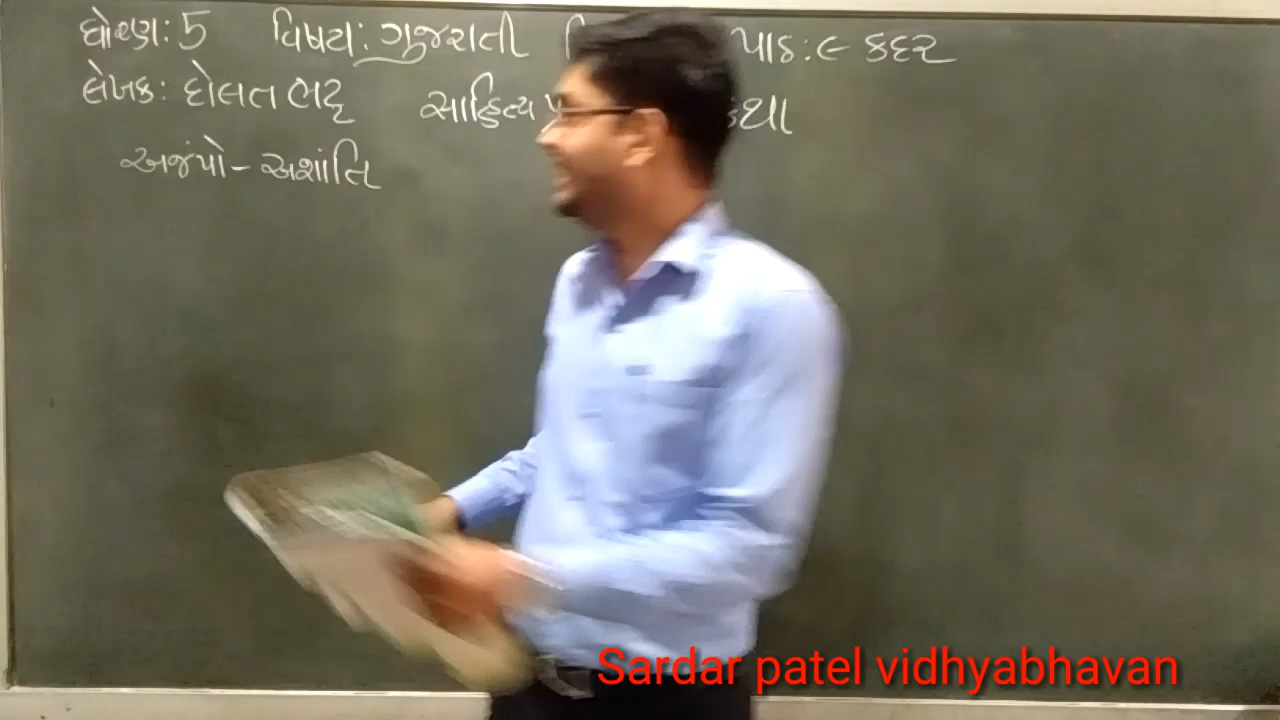 ધોરણ: 5 વિષય: ગુજરાતી પાઠ: ૯ કદર
લેખક: દોલત ભટ્ટ સાહિત્ય
અજંપો - અશાંતિ
Sardar patel vidhyabhavan